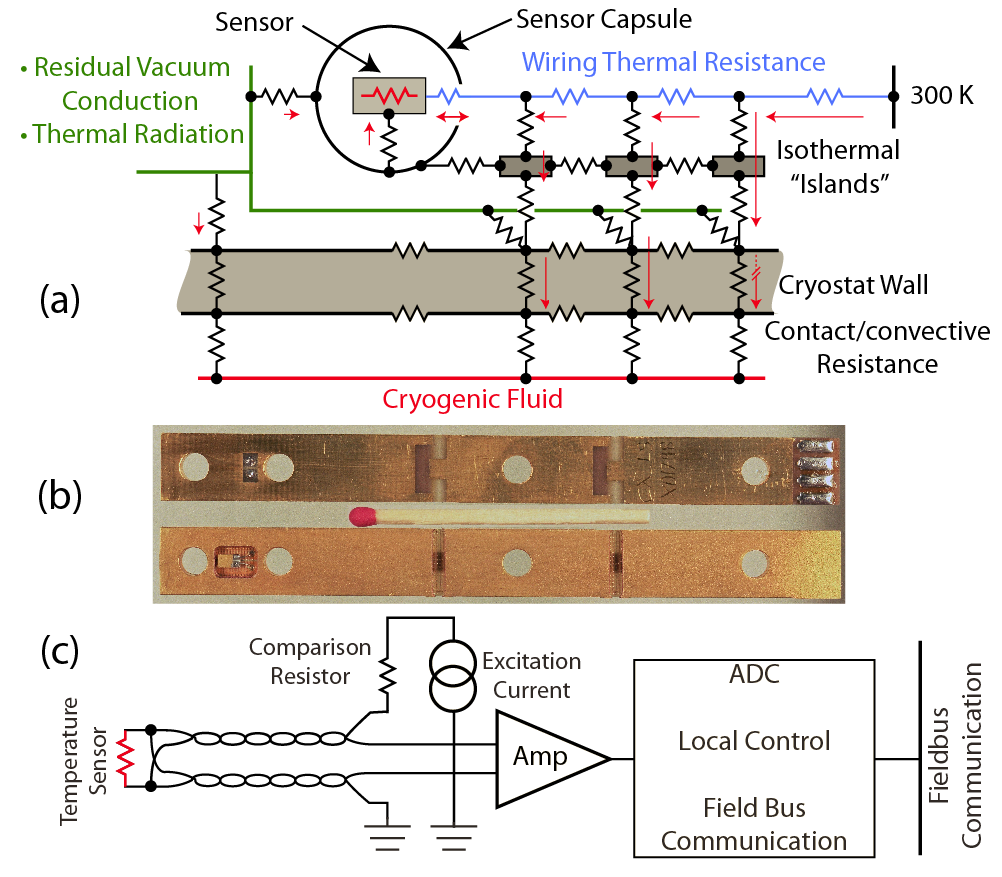 Sensor
Sensor Capsule
• Residual Vacuum
Conduction
• Thermal Radiation
Wiring Thermal Resistance
300 K
Isothermal
“Islands”
(a)
Cryostat Wall
Contact/convective
Resistance
Cryogenic Fluid
(b)
(c)
Comparison
Resistor
Excitation
Current
Temperature
Sensor
Amp
ADC
Local Control
Field Bus
Communication
Fieldbus
Communication